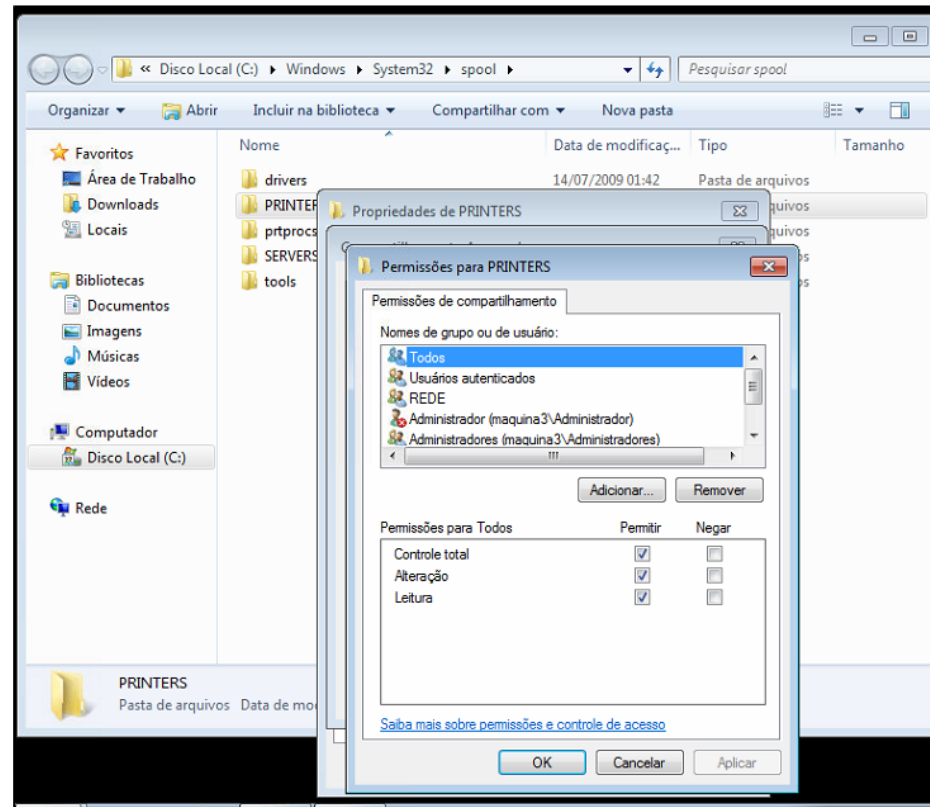 « Disco Local (C:) ▸ Windows ▸ System32 ▸ spool ▸
Pesquisar spool
Organizar Abrir Incluir na biblioteca Compartilhar com Nova pasta
Nome Data de modificaç... Tipo Tamanho
Favoritos
Área de Trabalho
Downloads
Locais
Bibliotecas
Documentos
Imagens
Músicas
Vídeos
Computador
Disco Local (C:)
Rede
drivers 14/07/2009 01:42 Pasta de arquivos
prtprocs
tools
Propriedades de PRINTERS
Permissões para PRINTERS
Permissões de compartilhamento
Nomes de grupo ou de usuário:
Todos
Usuários autenticados
REDE
Administrador (maquina3\Administrador)
Administradores (maquina3\Administradores)
Adicionar... Remover
Permissões para Todos Permitir Negar
Controle total
Alteração
Leitura
Saiba mais sobre permissões e controle de acesso
OK Cancelar Aplicar
PRINTERS
Pasta de arquivos Data de mo